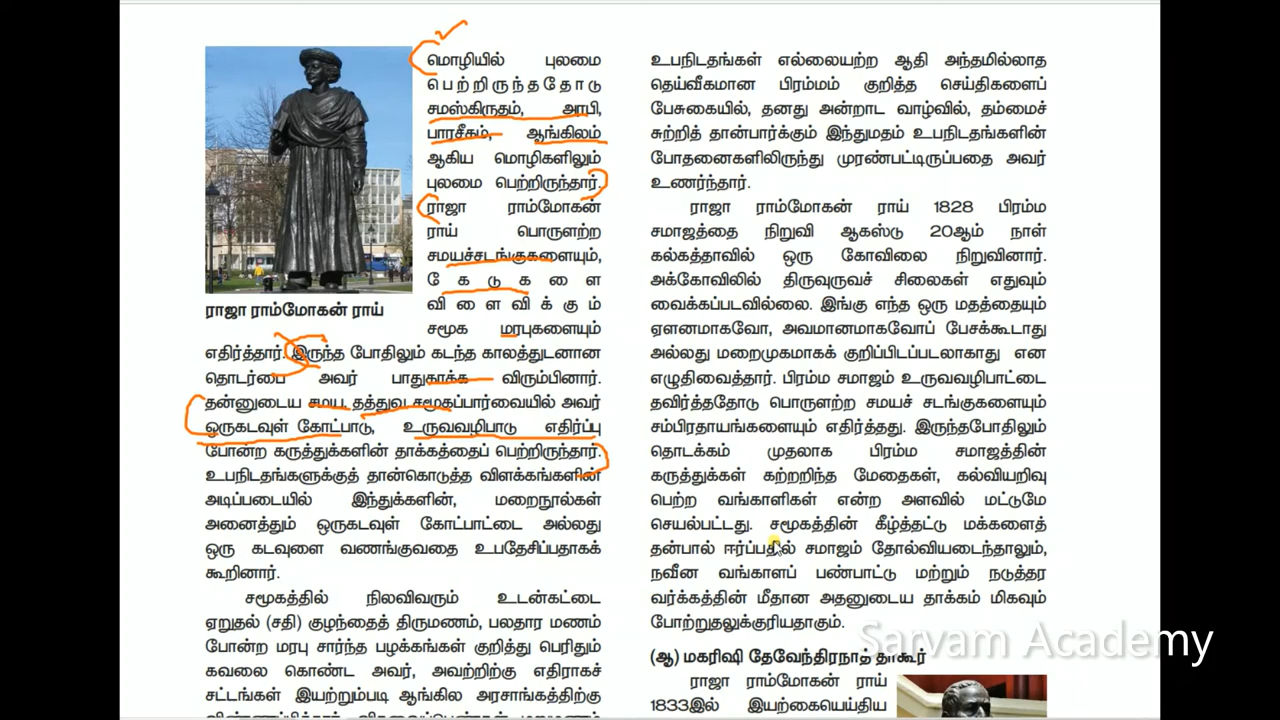 மொழியில் புலமை
பெற்றிருந்ததோடு
சமஸ்கிருதம், அரபி,
பாரசீகம், ஆங்கிலம்
ஆகிய மொழிகளிலும்
புலமை பெற்றிருந்தார்.
ராஜா ராம்மோகன்
ராய் பொருளற்ற
சமயச்சடங்குகளையும்,
கேடுகளை
விளைவிக்கும்
சமூக மரபுகளையும்
ராஜா ராம்மோகன் ராய்
எதிர்த்தார். இருந்த போதிலும் கடந்த காலத்துடனான
தொடர்பை அவர் பாதுகாக்க விரும்பினார்.
தன்னுடைய சமய, தத்துவ சமூகப்பார்வையில் அவர்
ஒருகடவுள் கோட்பாடு, உருவவழிபாடு எதிர்ப்பு
போன்ற கருத்துக்களின் தாக்கத்தைப் பெற்றிருந்தார்.
உபநிடதங்களுக்குத் தான்கொடுத்த விளக்கங்களின்
அடிப்படையில் இந்துக்களின், மறைநூல்கள்
அனைத்தும் ஒருகடவுள் கோட்பாட்டை அல்லது
ஒரு கடவுளை வணங்குவதை உபதேசிப்பதாகக்
கூறினார்.
சமூகத்தில் நிலவிவரும் உடன்கட்டை
ஏறுதல் (சதி) குழந்தைத் திருமணம், பலதார மணம்
போன்ற மரபு சார்ந்த பழக்கங்கள் குறித்து பெரிதும்
கவலை கொண்ட அவர், அவற்றிற்கு எதிராகச்
சட்டங்கள் இயற்றும்படி ஆங்கில அரசாங்கத்திற்கு
உபநிடதங்கள் எல்லையற்ற ஆதி அந்தமில்லாத
தெய்வீகமான பிரம்மம் குறித்த செய்திகளைப்
பேசுகையில், தனது அன்றாட வாழ்வில், தம்மைச்
சுற்றித் தான்பார்க்கும் இந்துமதம் உபநிடதங்களின்
போதனைகளிலிருந்து முரண்பட்டிருப்பதை அவர்
உணர்ந்தார்.
ராஜா ராம்மோகன் ராய் 1828 பிரம்ம
சமாஜத்தை நிறுவி ஆகஸ்டு 20ஆம் நாள்
கல்கத்தாவில் ஒரு கோவிலை நிறுவினார்.
அக்கோவிலில் திருவுருவச் சிலைகள் எதுவும்
வைக்கப்படவில்லை. இங்கு எந்த ஒரு மதத்தையும்
ஏளனமாகவோ, அவமானமாகவோப் பேசக்கூடாது
அல்லது மறைமுகமாகக் குறிப்பிடப்படலாகாது என
எழுதிவைத்தார். பிரம்ம சமாஜம் உருவவழிபாட்டை
தவிர்த்ததோடு பொருளற்ற சமயச் சடங்குகளையும்
சம்பிரதாயங்களையும் எதிர்த்தது. இருந்தபோதிலும்
தொடக்கம் முதலாக பிரம்ம சமாஜத்தின்
கருத்துக்கள் கற்றறிந்த மேதைகள், கல்வியறிவு
பெற்ற வங்காளிகள் என்ற அளவில் மட்டுமே
செயல்பட்டது. சமூகத்தின் கீழ்த்தட்டு மக்களைத்
தன்பால் ஈர்ப்பதில் சமாஜம் தோல்வியடைந்தாலும்,
நவீன வங்காளப் பண்பாட்டு மற்றும் நடுத்தர
வர்க்கத்தின் மீதான அதனுடைய தாக்கம் மிகவும்
போற்றுதலுக்குரியதாகும்.
Sarvam Academy
(ஆ) மகரிஷி தேவேந்திரநாத் தாகூர்
ராஜா ராம்மோகன் ராய்
1833இல் இயற்கையெய்திய